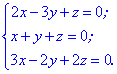 2x − 3y + z = 0;
x + y + z = 0;
3x − 2y + 2z = 0.